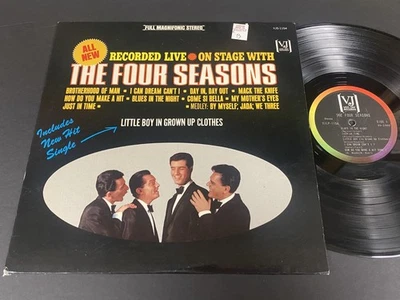 FULL MAGNIFONIC STEREO
ALL
NEW
RECORDED LIVE • ON STAGE WITH
THE FOUR SEASONS
BROTHERHOOD OF MAN • I CAN DREAM CAN'T I • DAY IN, DAY OUT • MACK THE KNIFE
HOW DO YOU MAKE A HIT • BLUES IN THE NIGHT • COME SI BELLA • MY MOTHER'S EYES
JUST IN TIME • • MEDLEY: BY MYSELF; JADA; WE THREE
LITTLE BOY IN GROWN UP CLOTHES
Includes
New Hit
Single
VJ
VJ
THE FOUR SEASONS